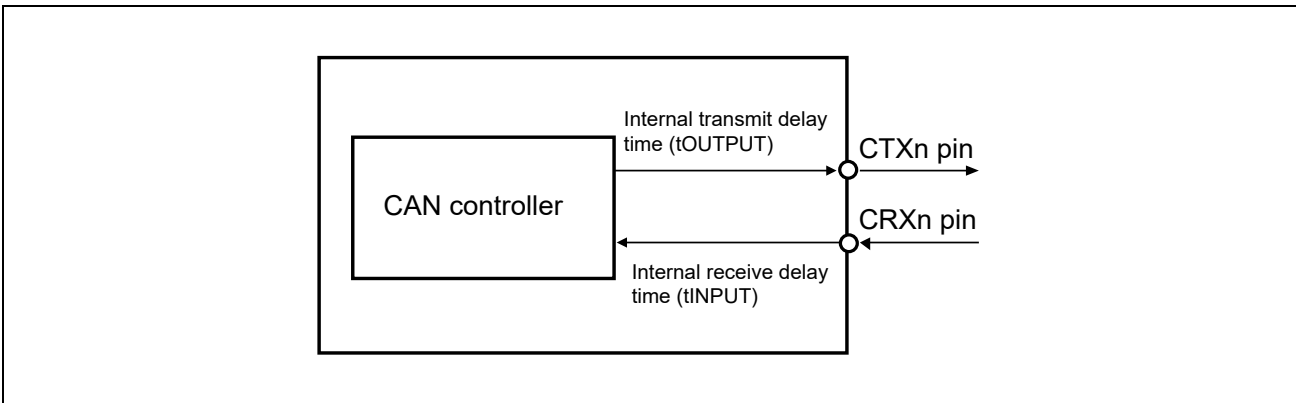 Internal transmit delay
time (tOUTPUT)
CTXn pin
CAN controller
CRXn pin
Internal receive delay
time (tINPUT)